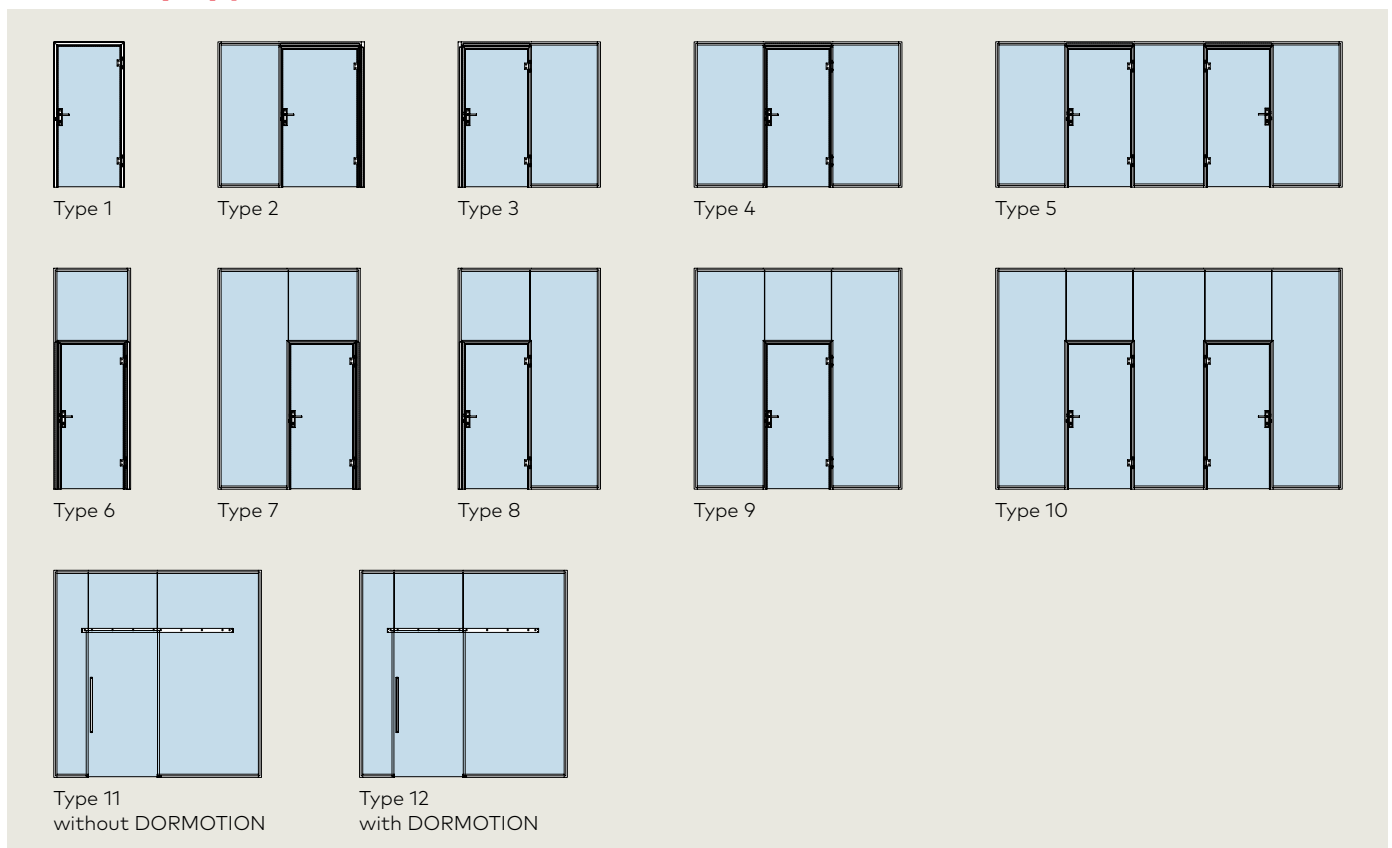 Type 1
Type 2
Type 3
Type 4
Type 5
Type 6
Type 7
Type 8
Type 9
Type 10
Type 11
without DORMOTION
Type 12
with DORMOTION